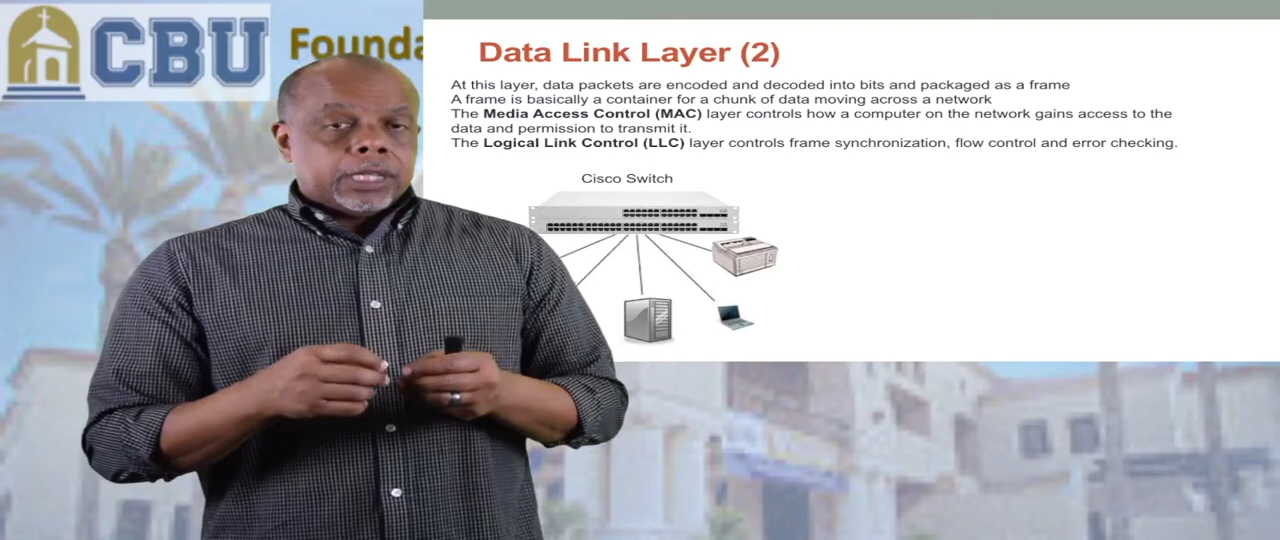 CBU
Data Link Layer (2)
At this layer, data packets are encoded and decoded into bits and packaged as a frame
A frame is basically a container for a chunk of data moving across a network
The Media Access Control (MAC) layer controls how a computer on the network gains access to the
data and permission to transmit it.
The Logical Link Control (LLC) layer controls frame synchronization, flow control and error checking.
Cisco Switch